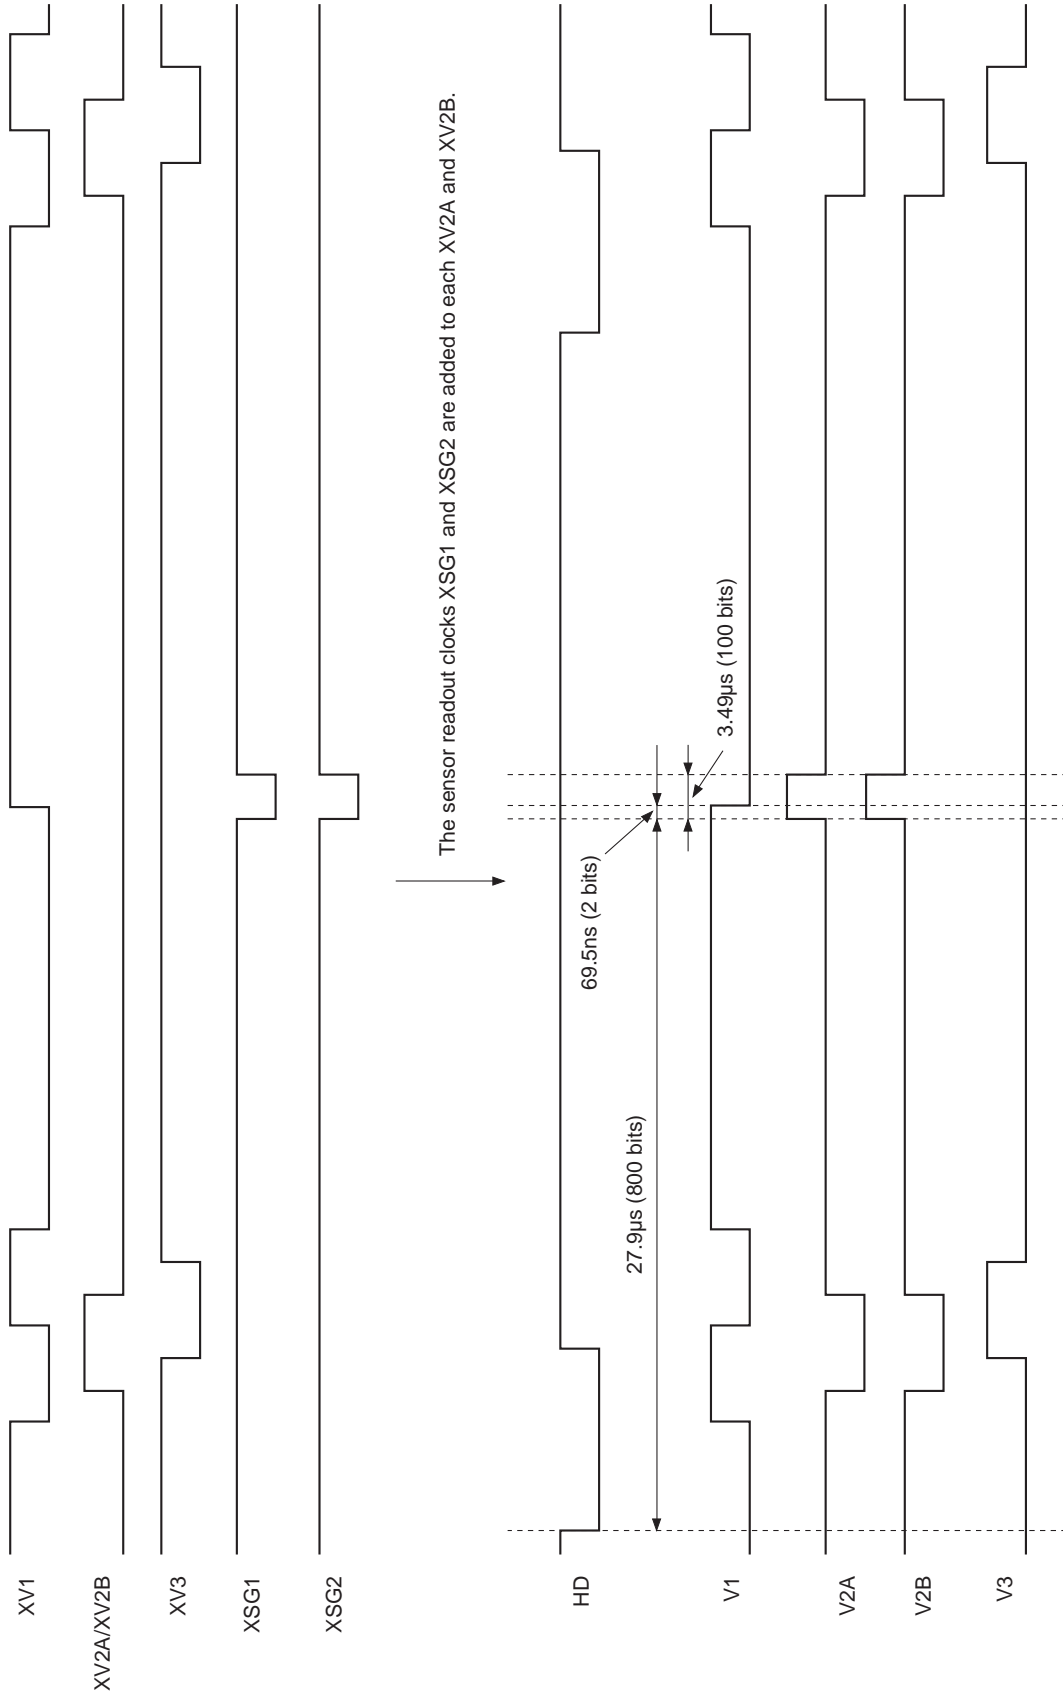 XV1
XV2A/XV2B
XV3
XSG1
XSG2
The sensor readout clocks XSG1 and XSG2 are added to each XV2A and XV2B.
HD
69.5ns (2 bits)
27.9µs (800 bits)
3.49µs (100 bits)
V1
V2A
V2B
V3